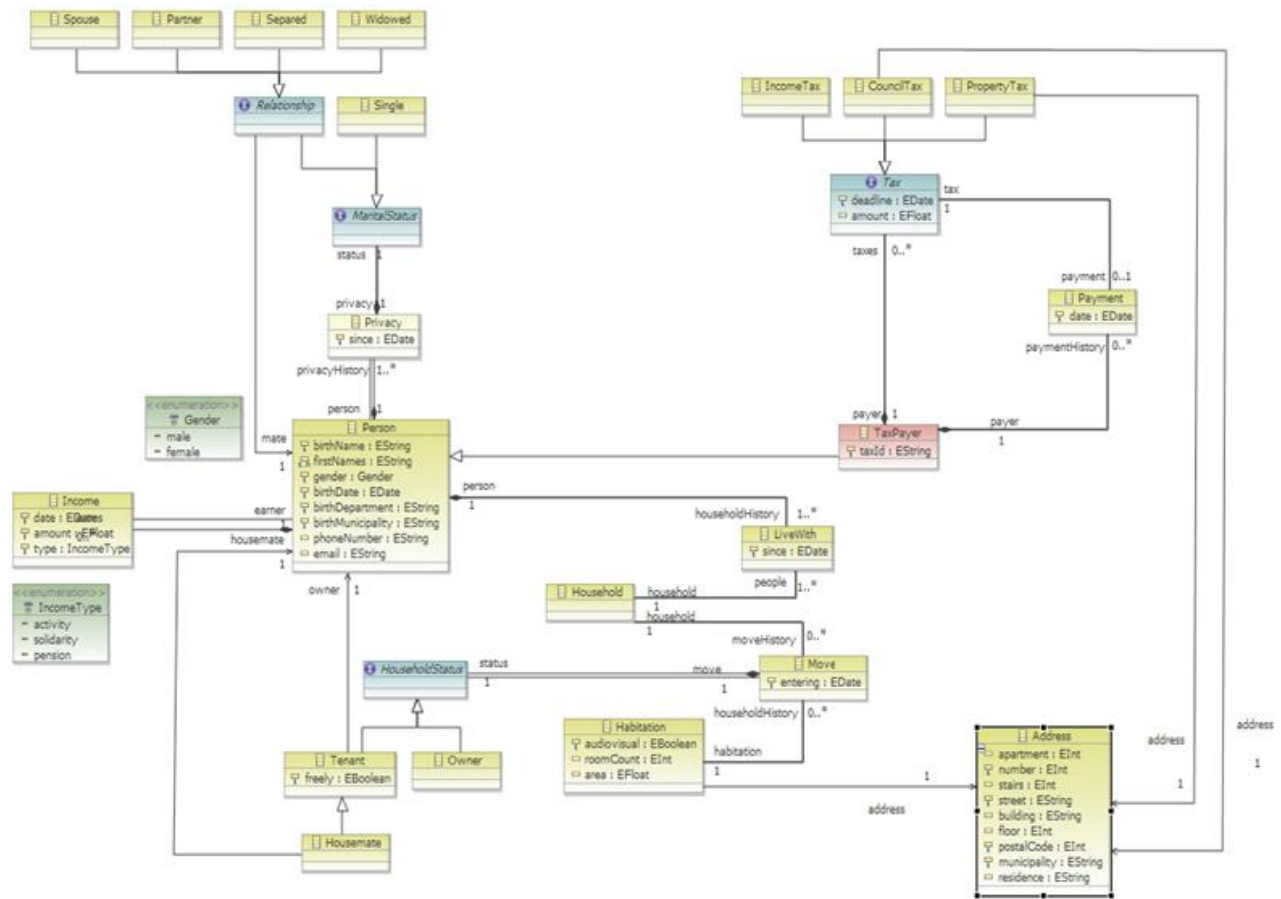 Spouse
Partner
Separed
Widowed
Relationship
Single
MaritalStatus
status 1
privacy 1
Privacy
since : EDate
privacyHistory 1..*
person 1
<<enumeration>>
Gender
male
female
mate
1
Person
birthName : EString
firstNames : EString
gender : Gender
birthDate : EDate
birthDepartment : EString
birthMunicipality : EString
phoneNumber : EString
email : EString
Income
date : EDate
amount : EFloat
type : IncomeType
0..*
earner
1
housemate
1
<<enumeration>>
IncomeType
activity
solidarity
pension
owner 1
IncomeTax
CouncilTax
PropertyTax
Tax
deadline : EDate
amount : EFloat
tax
1
taxes 0..*
payment 0..1
Payment
date : EDate
paymentHistory 0..*
payer 1
payer
1
TaxPayer
taxId : EString
person
1
householdHistory 1..*
LiveWith
since : EDate
people 1..*
Household
household
1
household
1
moveHistory 0..*
Move
entering : EDate
move
1
status
1
HouseholdStatus
householdHistory 0..*
Habitation
audiovisual : EBoolean
roomCount : EInt
area : EFloat
habitation
1
Tenant
freely : EBoolean
Owner
Housemate
1
address
address
1
address
1
Address
apartment : EInt
number : EInt
stairs : EInt
street : EString
building : EString
floor : EInt
postalCode : EInt
municipality : EString
residence : EString